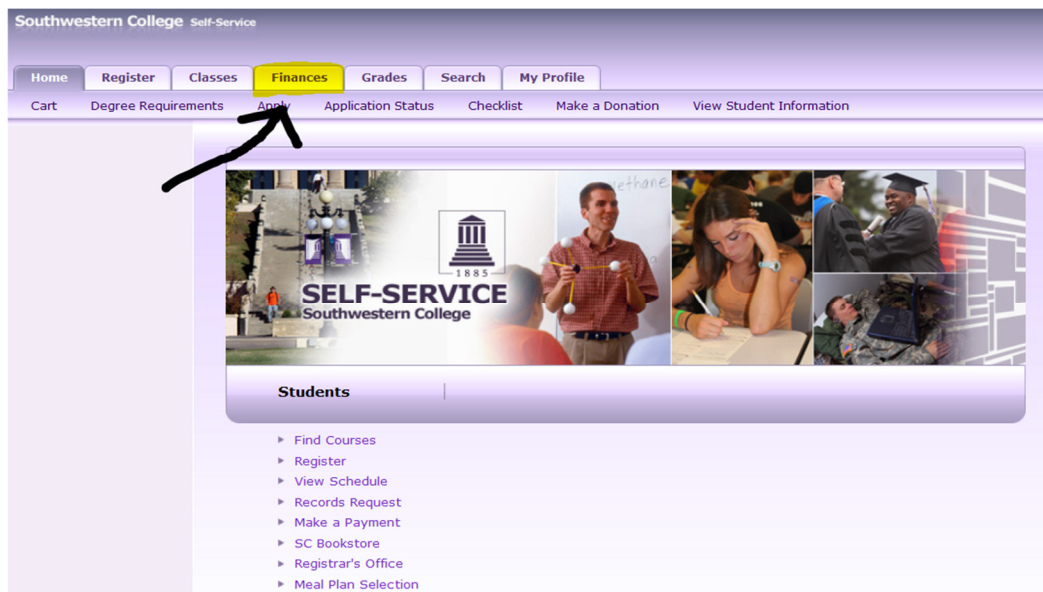 Southwestern College Self-Service
Home Register Classes Finances Grades Search My Profile
Cart Degree Requirements Apply Application Status Checklist Make a Donation View Student Information
ethane
1885
SELF-SERVICE
Southwestern College
Students
Find Courses
Register
View Schedule
Records Request
Make a Payment
SC Bookstore
Registrar's Office
Meal Plan Selection